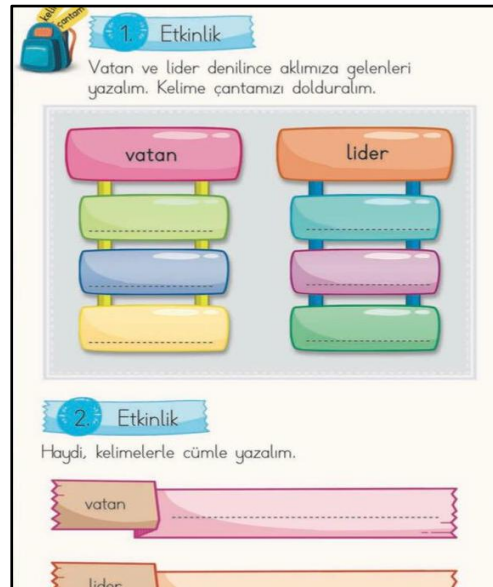 kelime
çantam
1. Etkinlik
Vatan ve lider denilince aklımıza gelenleri
yazalım. Kelime çantamızı dolduralım.
vatan
lider
2. Etkinlik
Haydi, kelimelerle cümle yazalım.
vatan
lider